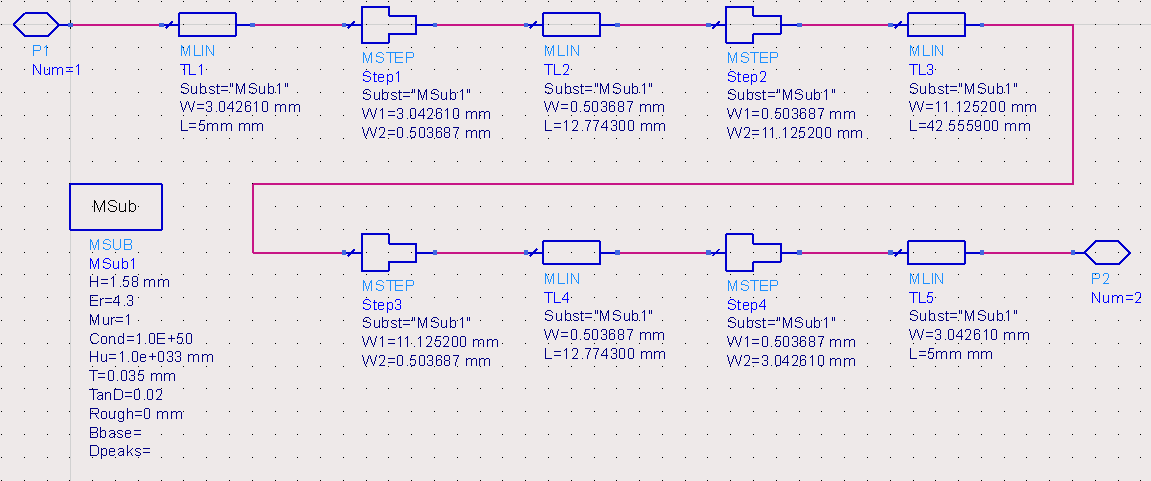 P1
Num=1
MLIN
TL1
Subst="MSub1"
W=3.042610 mm
L=5mm mm
MSTEP
Step1
Subst="MSub1"
W1=3.042610 mm
W2=0.503687 mm
MLIN
TL2
Subst="MSub1"
W=0.503687 mm
L=12.774300 mm
MSTEP
Step2
Subst="MSub1"
W1=0.503687 mm
W2=11.125200 mm
MLIN
TL3
Subst="MSub1"
W=11.125200 mm
L=42.555900 mm
MSub
MSUB
MSub1
H=1.58 mm
Er=4.3
Mur=1
Cond=1.0E+50
Hu=1.0e+033 mm
T=0.035 mm
TanD=0.02
Rough=0 mm
Bbase=
Dpeaks=
MSTEP
Step3
Subst="MSub1"
W1=11.125200 mm
W2=0.503687 mm
MLIN
TL4
Subst="MSub1"
W=0.503687 mm
L=12.774300 mm
MSTEP
Step4
Subst="MSub1"
W1=0.503687 mm
W2=3.042610 mm
MLIN
TL5
Subst="MSub1"
W=3.042610 mm
L=5mm mm
P2
Num=2